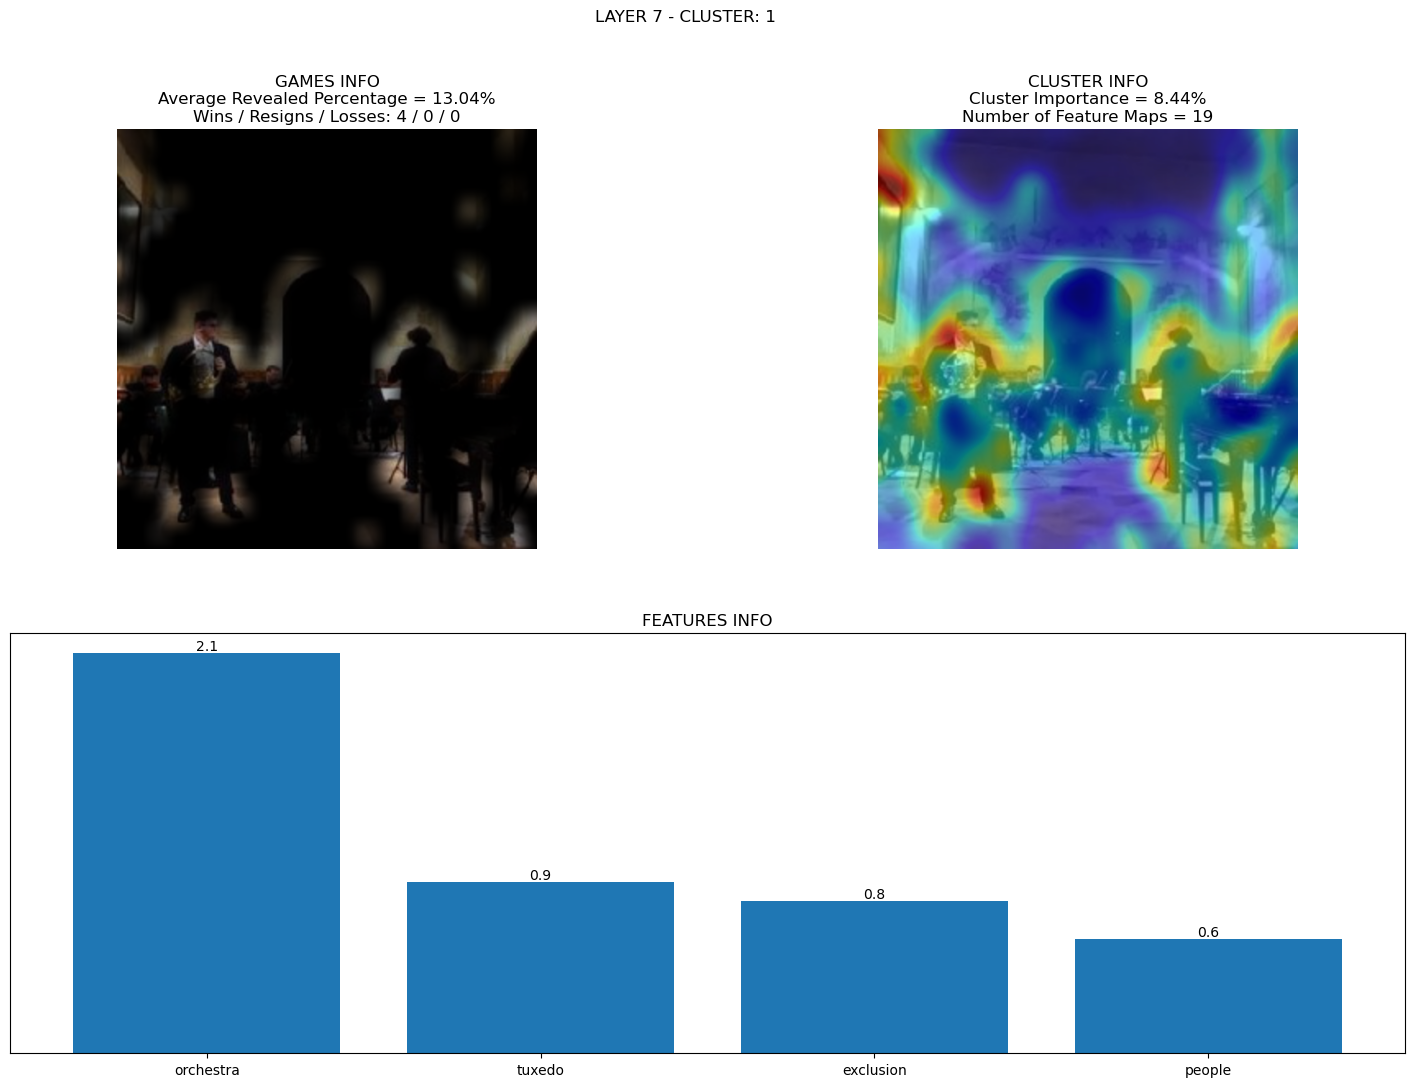 LAYER 7 - CLUSTER: 1
GAMES INFO
Average Revealed Percentage = 13.04%
Wins / Resigns / Losses: 4 / 0 / 0
CLUSTER INFO
Cluster Importance = 8.44%
Number of Feature Maps = 19
FEATURES INFO
2.1
0.9
0.8
0.6
orchestra
tuxedo
exclusion
people